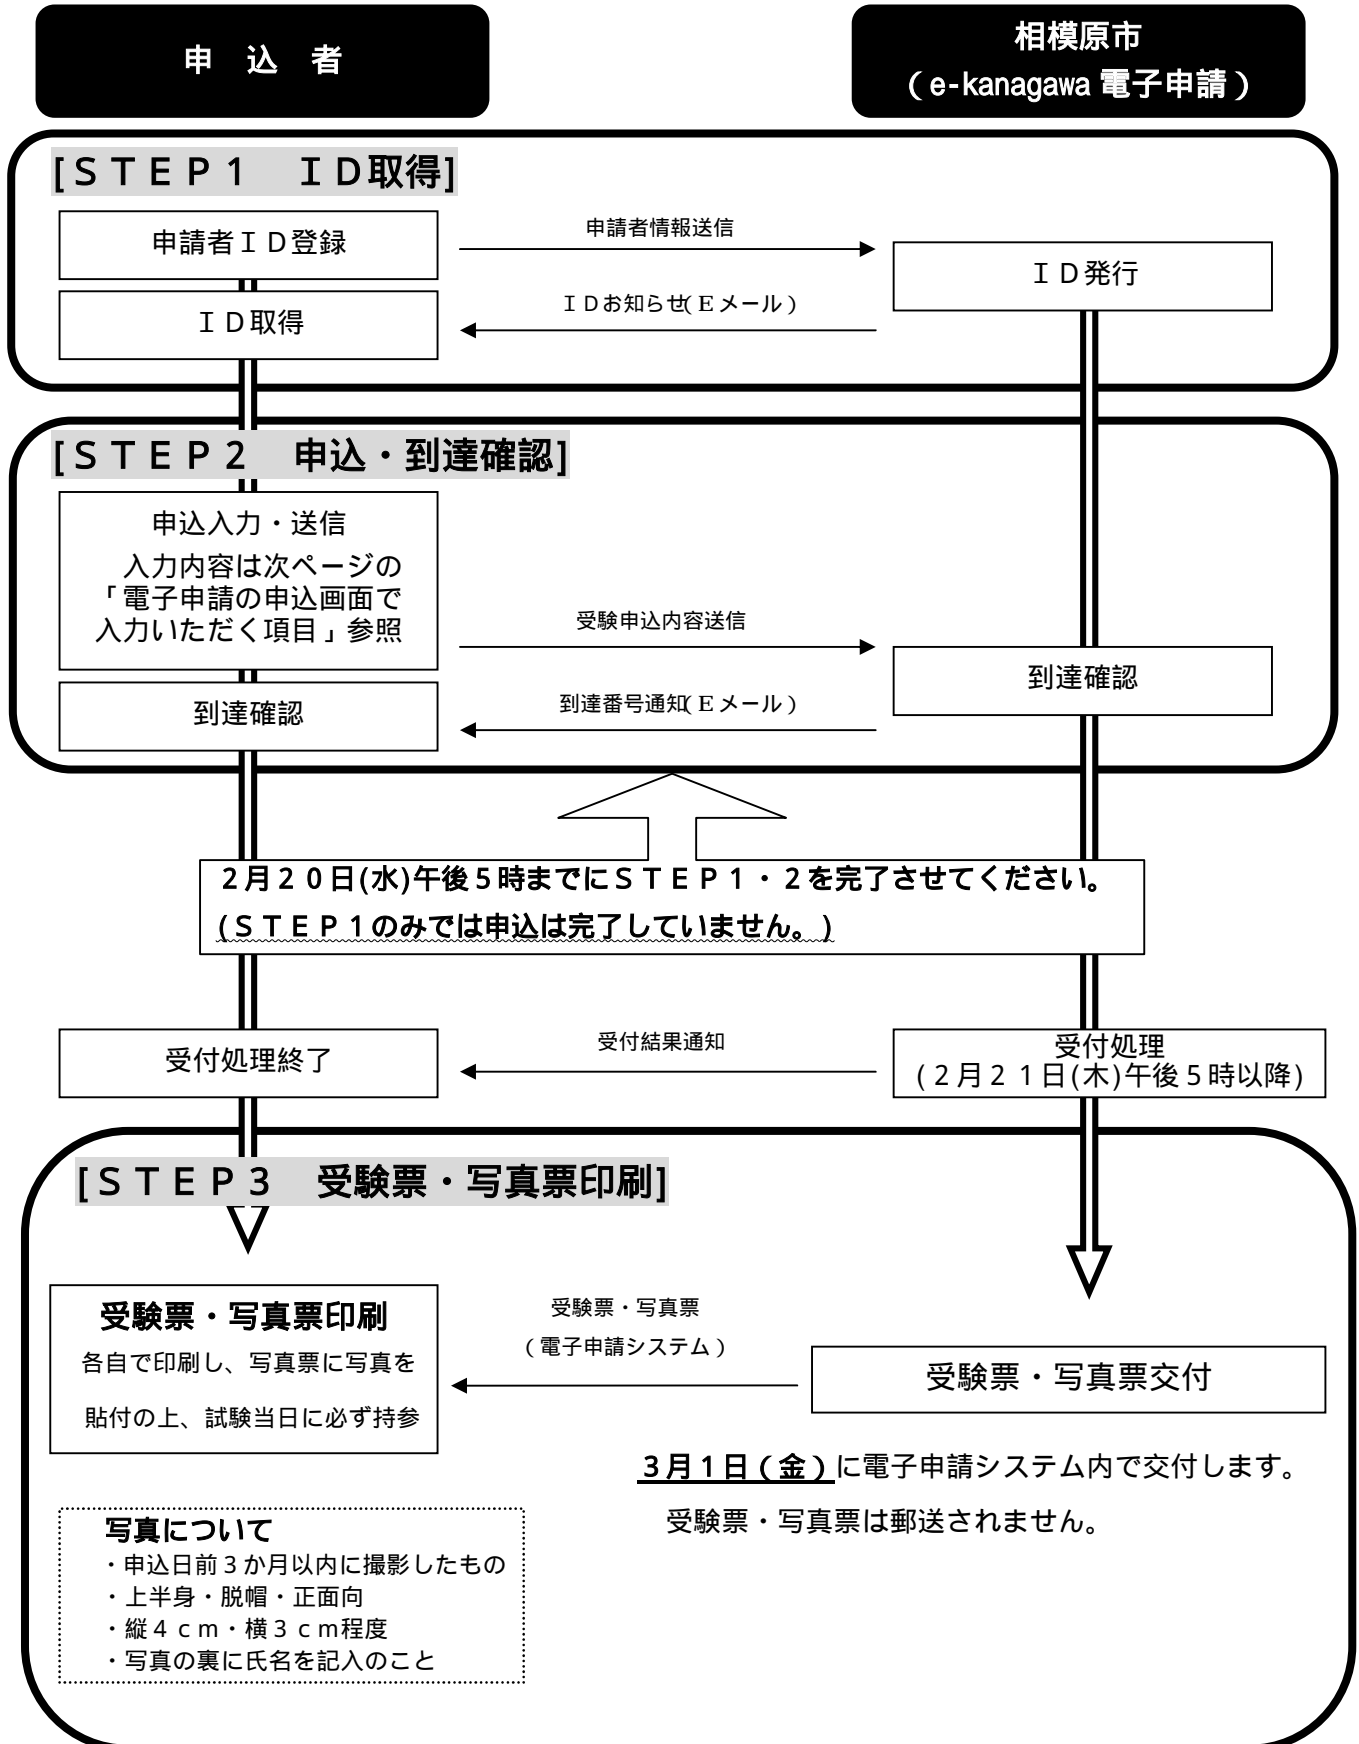 申　込　者
相模原市
（e-kanagawa 電子申請）
[ＳＴＥＰ１　ＩＤ取得]
申請者ＩＤ登録
申請者情報送信
ＩＤ発行
ＩＤお知らせ(Ｅメール）
ＩＤ取得
[ＳＴＥＰ２　申込・到達確認]
申込入力・送信
入力内容は次ページの
「電子申請の申込画面で
入力いただく項目」参照
受験申込内容送信
到達確認
到達番号通知(Ｅメール）
到達確認
２月２０日(水)午後５時までにＳＴＥＰ１・２を完了させてください。
(ＳＴＥＰ１のみでは申込は完了していません。)
受付処理終了
受付結果通知
受付処理
(２月２１日(木)午後５時以降)
[ＳＴＥＰ３　受験票・写真票印刷]
受験票・写真票印刷
各自で印刷し、写真票に写真を
貼付の上、試験当日に必ず持参
受験票・写真票
（電子申請システム）
受験票・写真票交付
３月１日（金）に電子申請システム内で交付します。
受験票・写真票は郵送されません。
写真について
・申込日前３か月以内に撮影したもの
・上半身・脱帽・正面向
・縦４ｃｍ・横３ｃｍ程度
・写真の裏に氏名を記入のこと